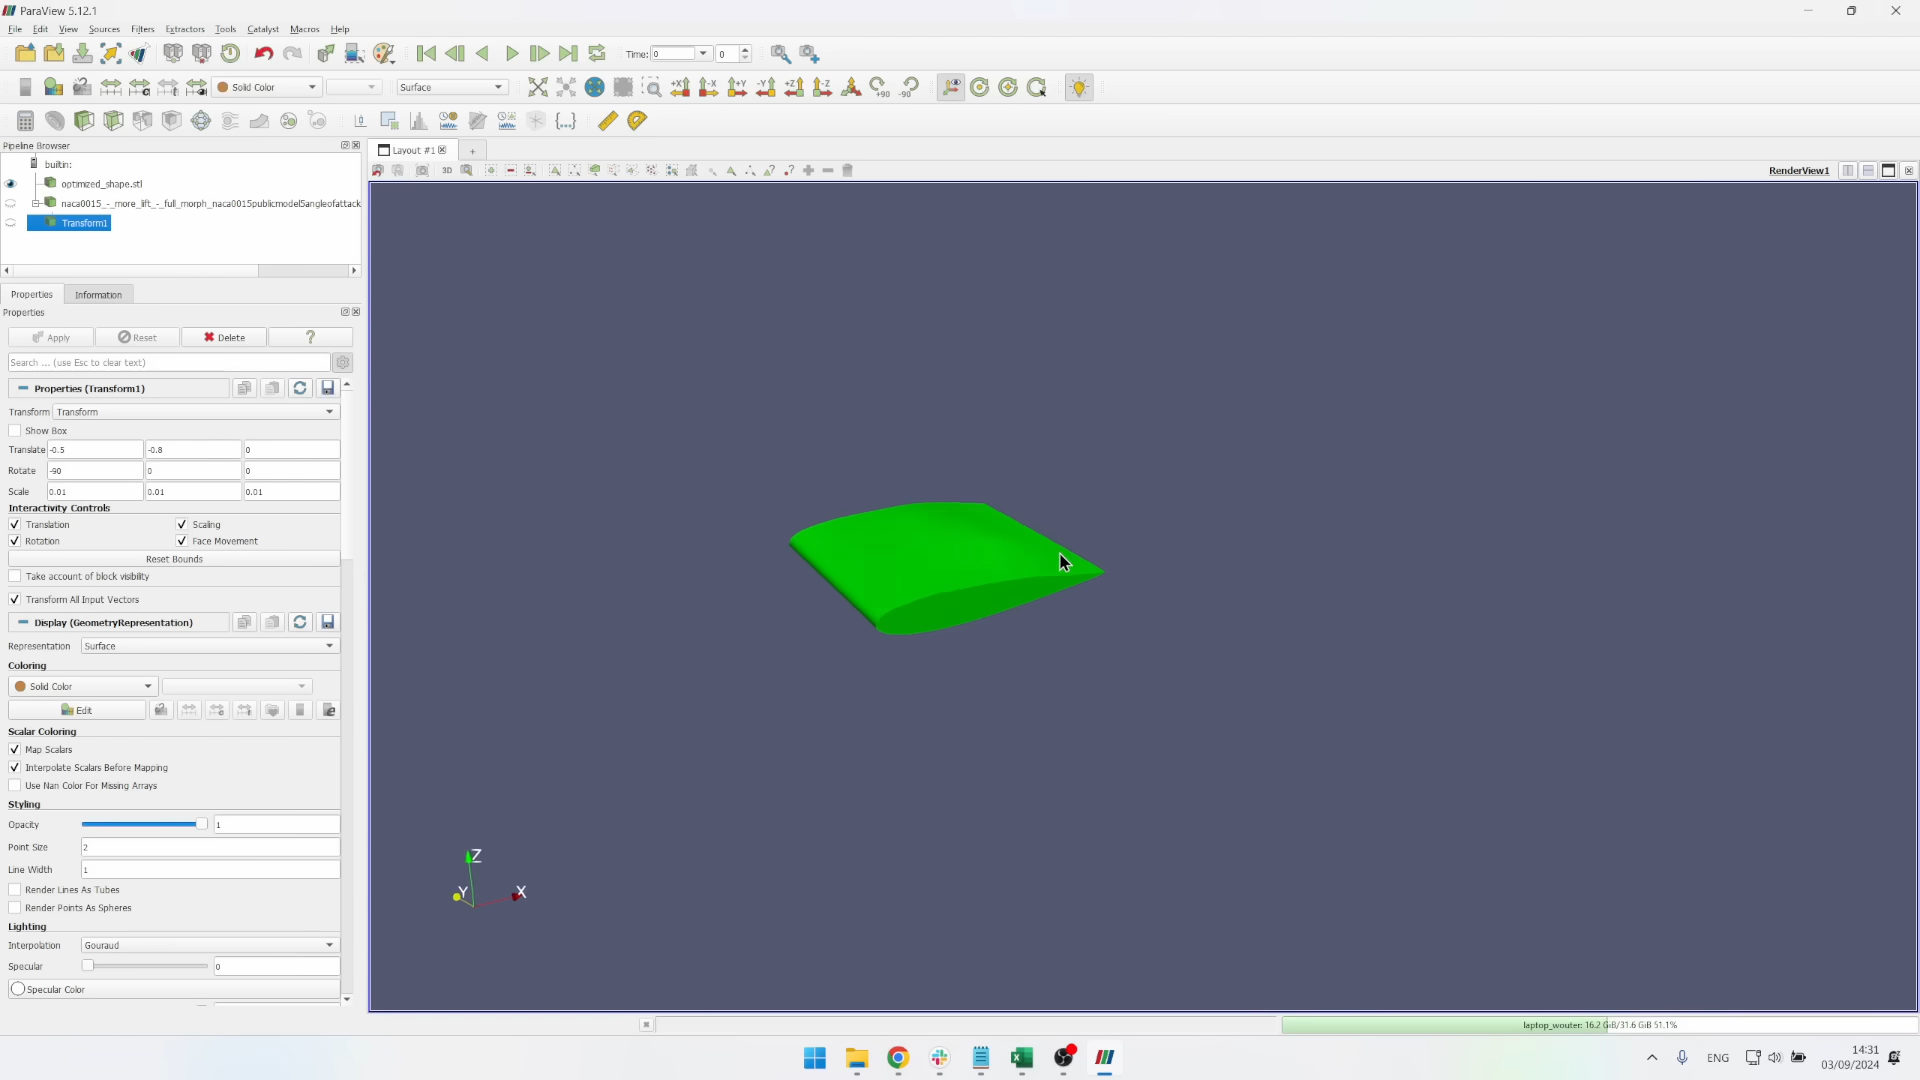 ParaView 5.12.1
File Edit View Sources Filters Extractors Tools Catalyst Macros Help
Time: 0 0
Solid Color Surface +X -X +Y -Y +Z -Z +90 -90
Pipeline Browser
Layout #1 +
builtin:
3D RenderView1
optimized_shape.stl
naca0015_-_more_lift_-_full_morph_naca0015publicmodel5angleofattack
Transform1
Properties Information
Properties
Apply Reset Delete ?
Search ... (use Esc to clear text)
Properties (Transform1)
Transform Transform
Show Box
Translate -0.5 -0.8 0
Rotate -90 0 0
Scale 0.01 0.01 0.01
Interactivity Controls
Translation Scaling
Rotation Face Movement
Reset Bounds
Take account of block visibility
Transform All Input Vectors
Display (GeometryRepresentation)
Representation Surface
Coloring
Solid Color
Edit
Scalar Coloring
Map Scalars
Interpolate Scalars Before Mapping
Use Nan Color For Missing Arrays
Styling
Opacity 1
Point Size 2
Line Width 1
Render Lines As Tubes
Render Points As Spheres
Lighting
Interpolation Gouraud
Specular 0
Specular Color
Z
Y X
laptop_wouter: 16.2 GiB/31.6 GiB 51.1%
ENG
14:31
03/09/2024